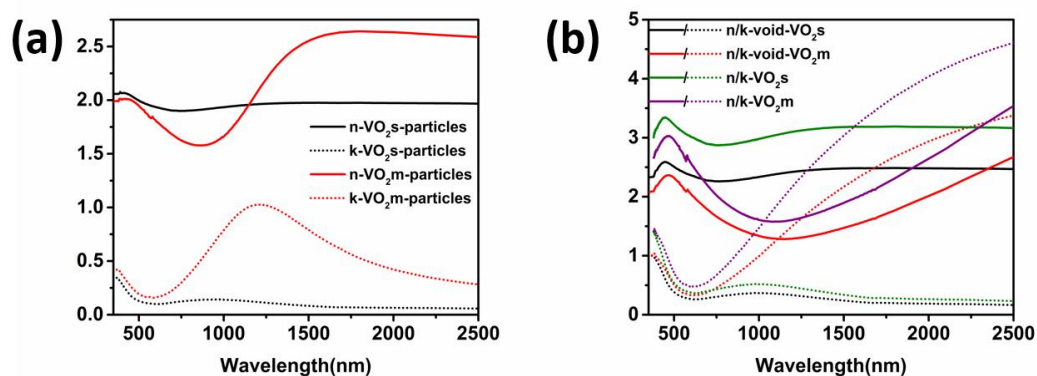 (a)
2.5
2.0
1.5
1.0
0.5
0.0
n-VO₂s-particles
k-VO₂s-particles
n-VO₂m-particles
k-VO₂m-particles
500 1000 1500 2000 2500
Wavelength(nm)
(b)
5
4
3
2
1
0
n/k-void-VO₂s
n/k-void-VO₂m
n/k-VO₂s
n/k-VO₂m
500 1000 1500 2000 2500
Wavelength(nm)